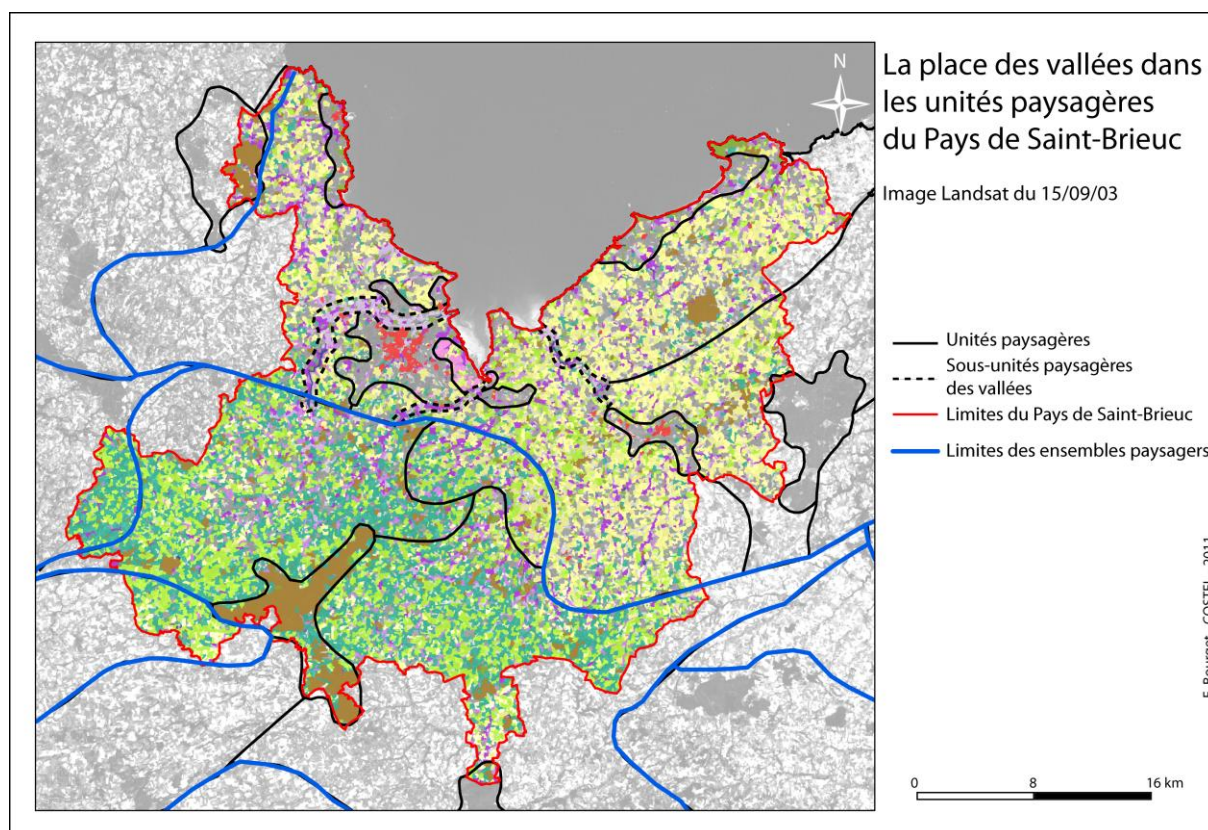 La place des vallées dans
les unités paysagères
du Pays de Saint-Brieuc
Image Landsat du 15/09/03
N
Unités paysagères
Sous-unités paysagères
des vallées
Limites du Pays de Saint-Brieuc
Limites des ensembles paysagers
COSTEL, 2011
0 8 16 km